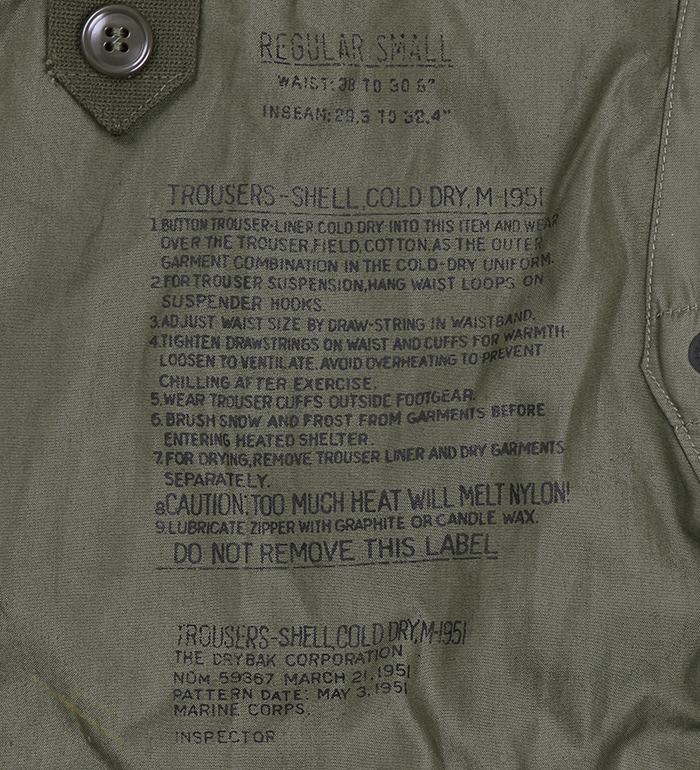 REGULAR SMALL
WAIST: 38 TO 30 6"
INSEAM: 29.3 TO 32.4"
TROUSERS-SHELL, COLD DRY, M-1951
1. BUTTON TROUSER-LINER, COLD DRY INTO THIS ITEM AND WEAR
OVER THE TROUSER, FIELD, COTTON, AS THE OUTER
GARMENT COMBINATION IN THE COLD-DRY UNIFORM.
2. FOR TROUSER SUSPENSION, HANG WAIST LOOPS ON
SUSPENDER HOOKS.
3. ADJUST WAIST SIZE BY DRAW-STRING IN WAISTBAND.
4. TIGHTEN DRAWSTRINGS ON WAIST AND CUFFS FOR WARMTH-
LOOSEN TO VENTILATE. AVOID OVERHEATING TO PREVENT
CHILLING AFTER EXERCISE.
5. WEAR TROUSER CUFFS OUTSIDE FOOTGEAR.
6. BRUSH SNOW AND FROST FROM GARMENTS BEFORE
ENTERING HEATED SHELTER.
7. FOR DRYING, REMOVE TROUSER LINER AND DRY GARMENTS
SEPARATELY.
8. CAUTION: TOO MUCH HEAT WILL MELT NYLON!
9. LUBRICATE ZIPPER WITH GRAPHITE OR CANDLE WAX.
DO NOT REMOVE THIS LABEL
TROUSERS-SHELL, COLD DRY, M-1951
THE DRYBAK CORPORATION
NOM 59367 MARCH 21, 1951
PATTERN DATE: MAY 3, 1951
MARINE CORPS.
INSPECTOR